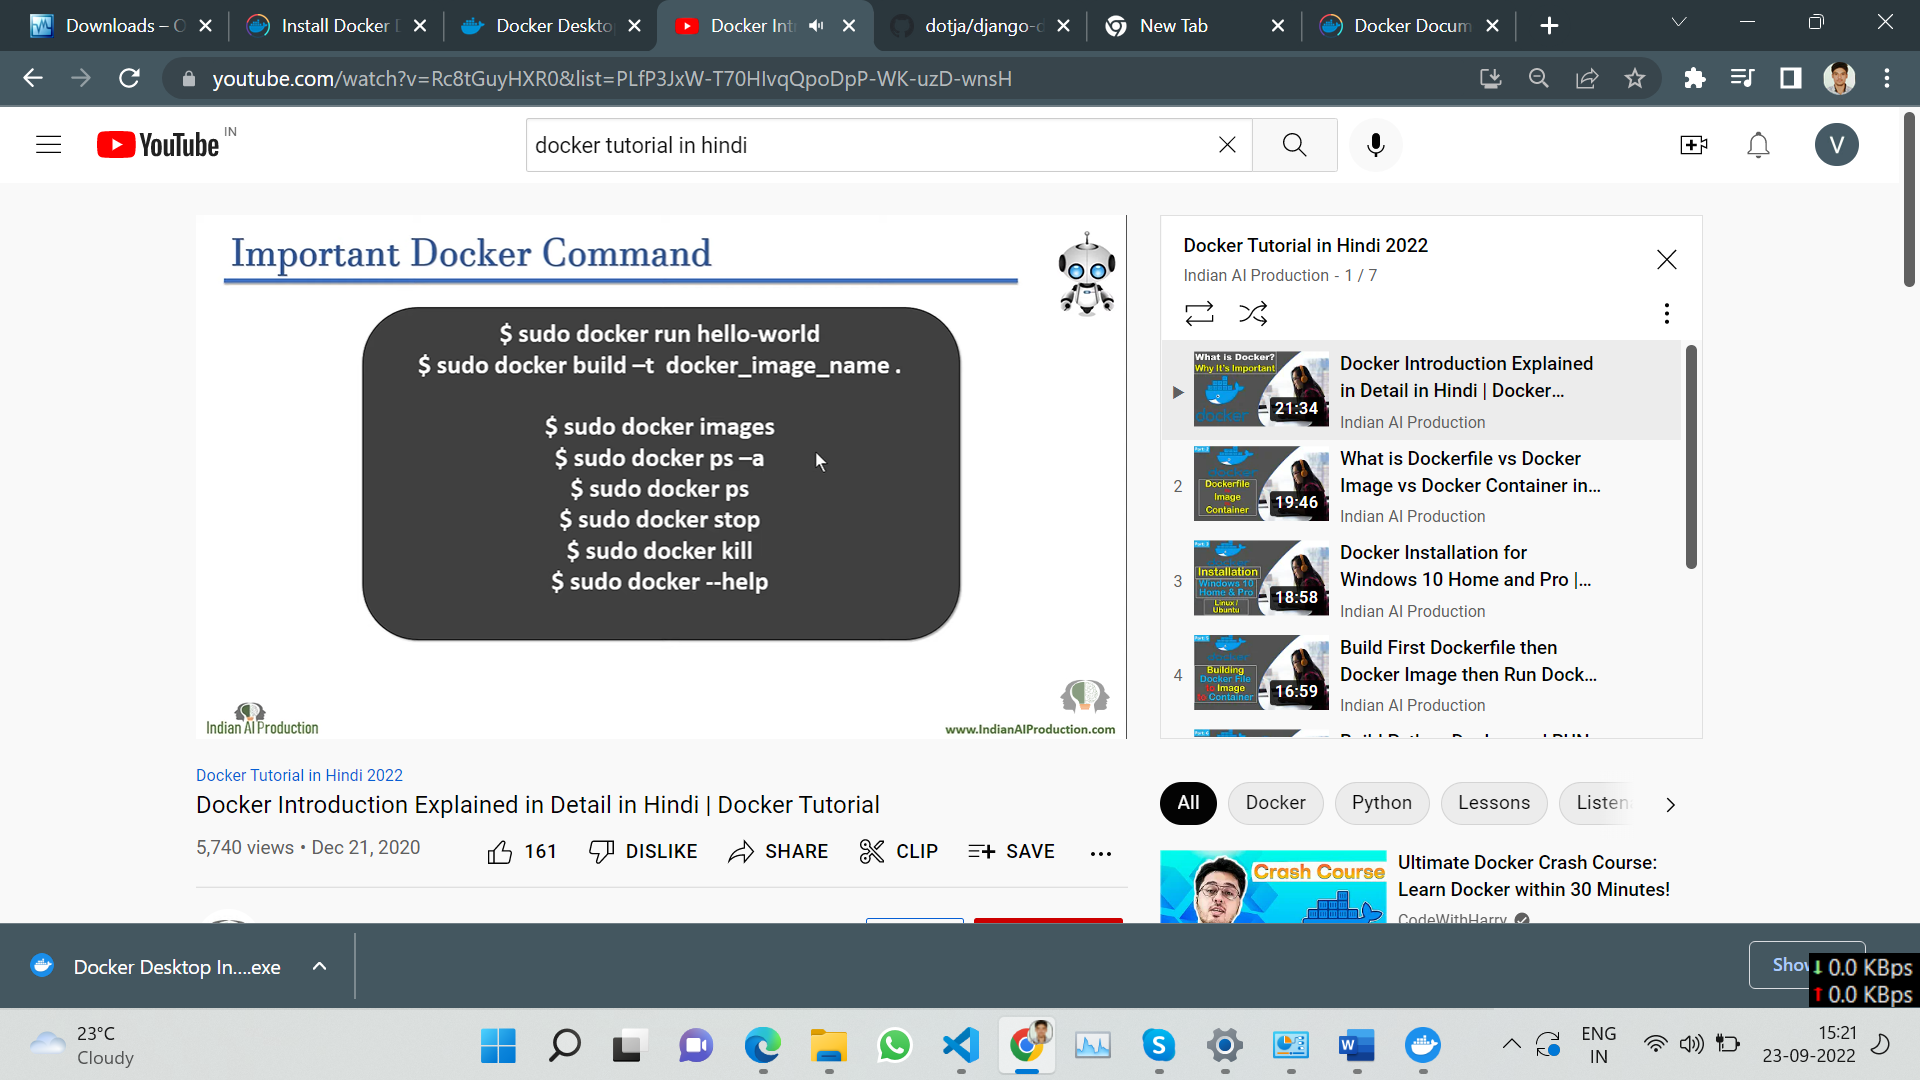 Downloads – O
Install Docker D
Docker Deskto
Docker Int
dotja/django-d
New Tab
Docker Docum
youtube.com/watch?v=Rc8tGuyHXR0&list=PLfP3JxW-T70HIvqQpoDpP-WK-uzD-wnsH
YouTube IN
docker tutorial in hindi
V
Important Docker Command
$ sudo docker run hello-world
$ sudo docker build –t docker_image_name .
$ sudo docker images
$ sudo docker ps –a
$ sudo docker ps
$ sudo docker stop
$ sudo docker kill
$ sudo docker --help
Indian AI Production
www.IndianAIProduction.com
Docker Tutorial in Hindi 2022
Indian AI Production - 1 / 7
What is Docker?
Why It's Important
docker
21:34
Docker Introduction Explained
in Detail in Hindi | Docker...
Indian AI Production
2
Dockerfile
Image
Container
19:46
What is Dockerfile vs Docker
Image vs Docker Container in...
Indian AI Production
3
Installation
Windows 10
Home & Pro
Linux /
Ubuntu
18:58
Docker Installation for
Windows 10 Home and Pro |...
Indian AI Production
4
Building
Docker File
to Image
to Container
16:59
Build First Dockerfile then
Docker Image then Run Dock...
Indian AI Production
Docker Tutorial in Hindi 2022
Docker Introduction Explained in Detail in Hindi | Docker Tutorial
5,740 views • Dec 21, 2020
161
DISLIKE
SHARE
CLIP
SAVE
All
Docker
Python
Lessons
Listen
Crash Course
Ultimate Docker Crash Course:
Learn Docker within 30 Minutes!
CodeWithHarry
Docker Desktop In....exe
Show
0.0 KBps
0.0 KBps
23°C
Cloudy
ENG
IN
15:21
23-09-2022